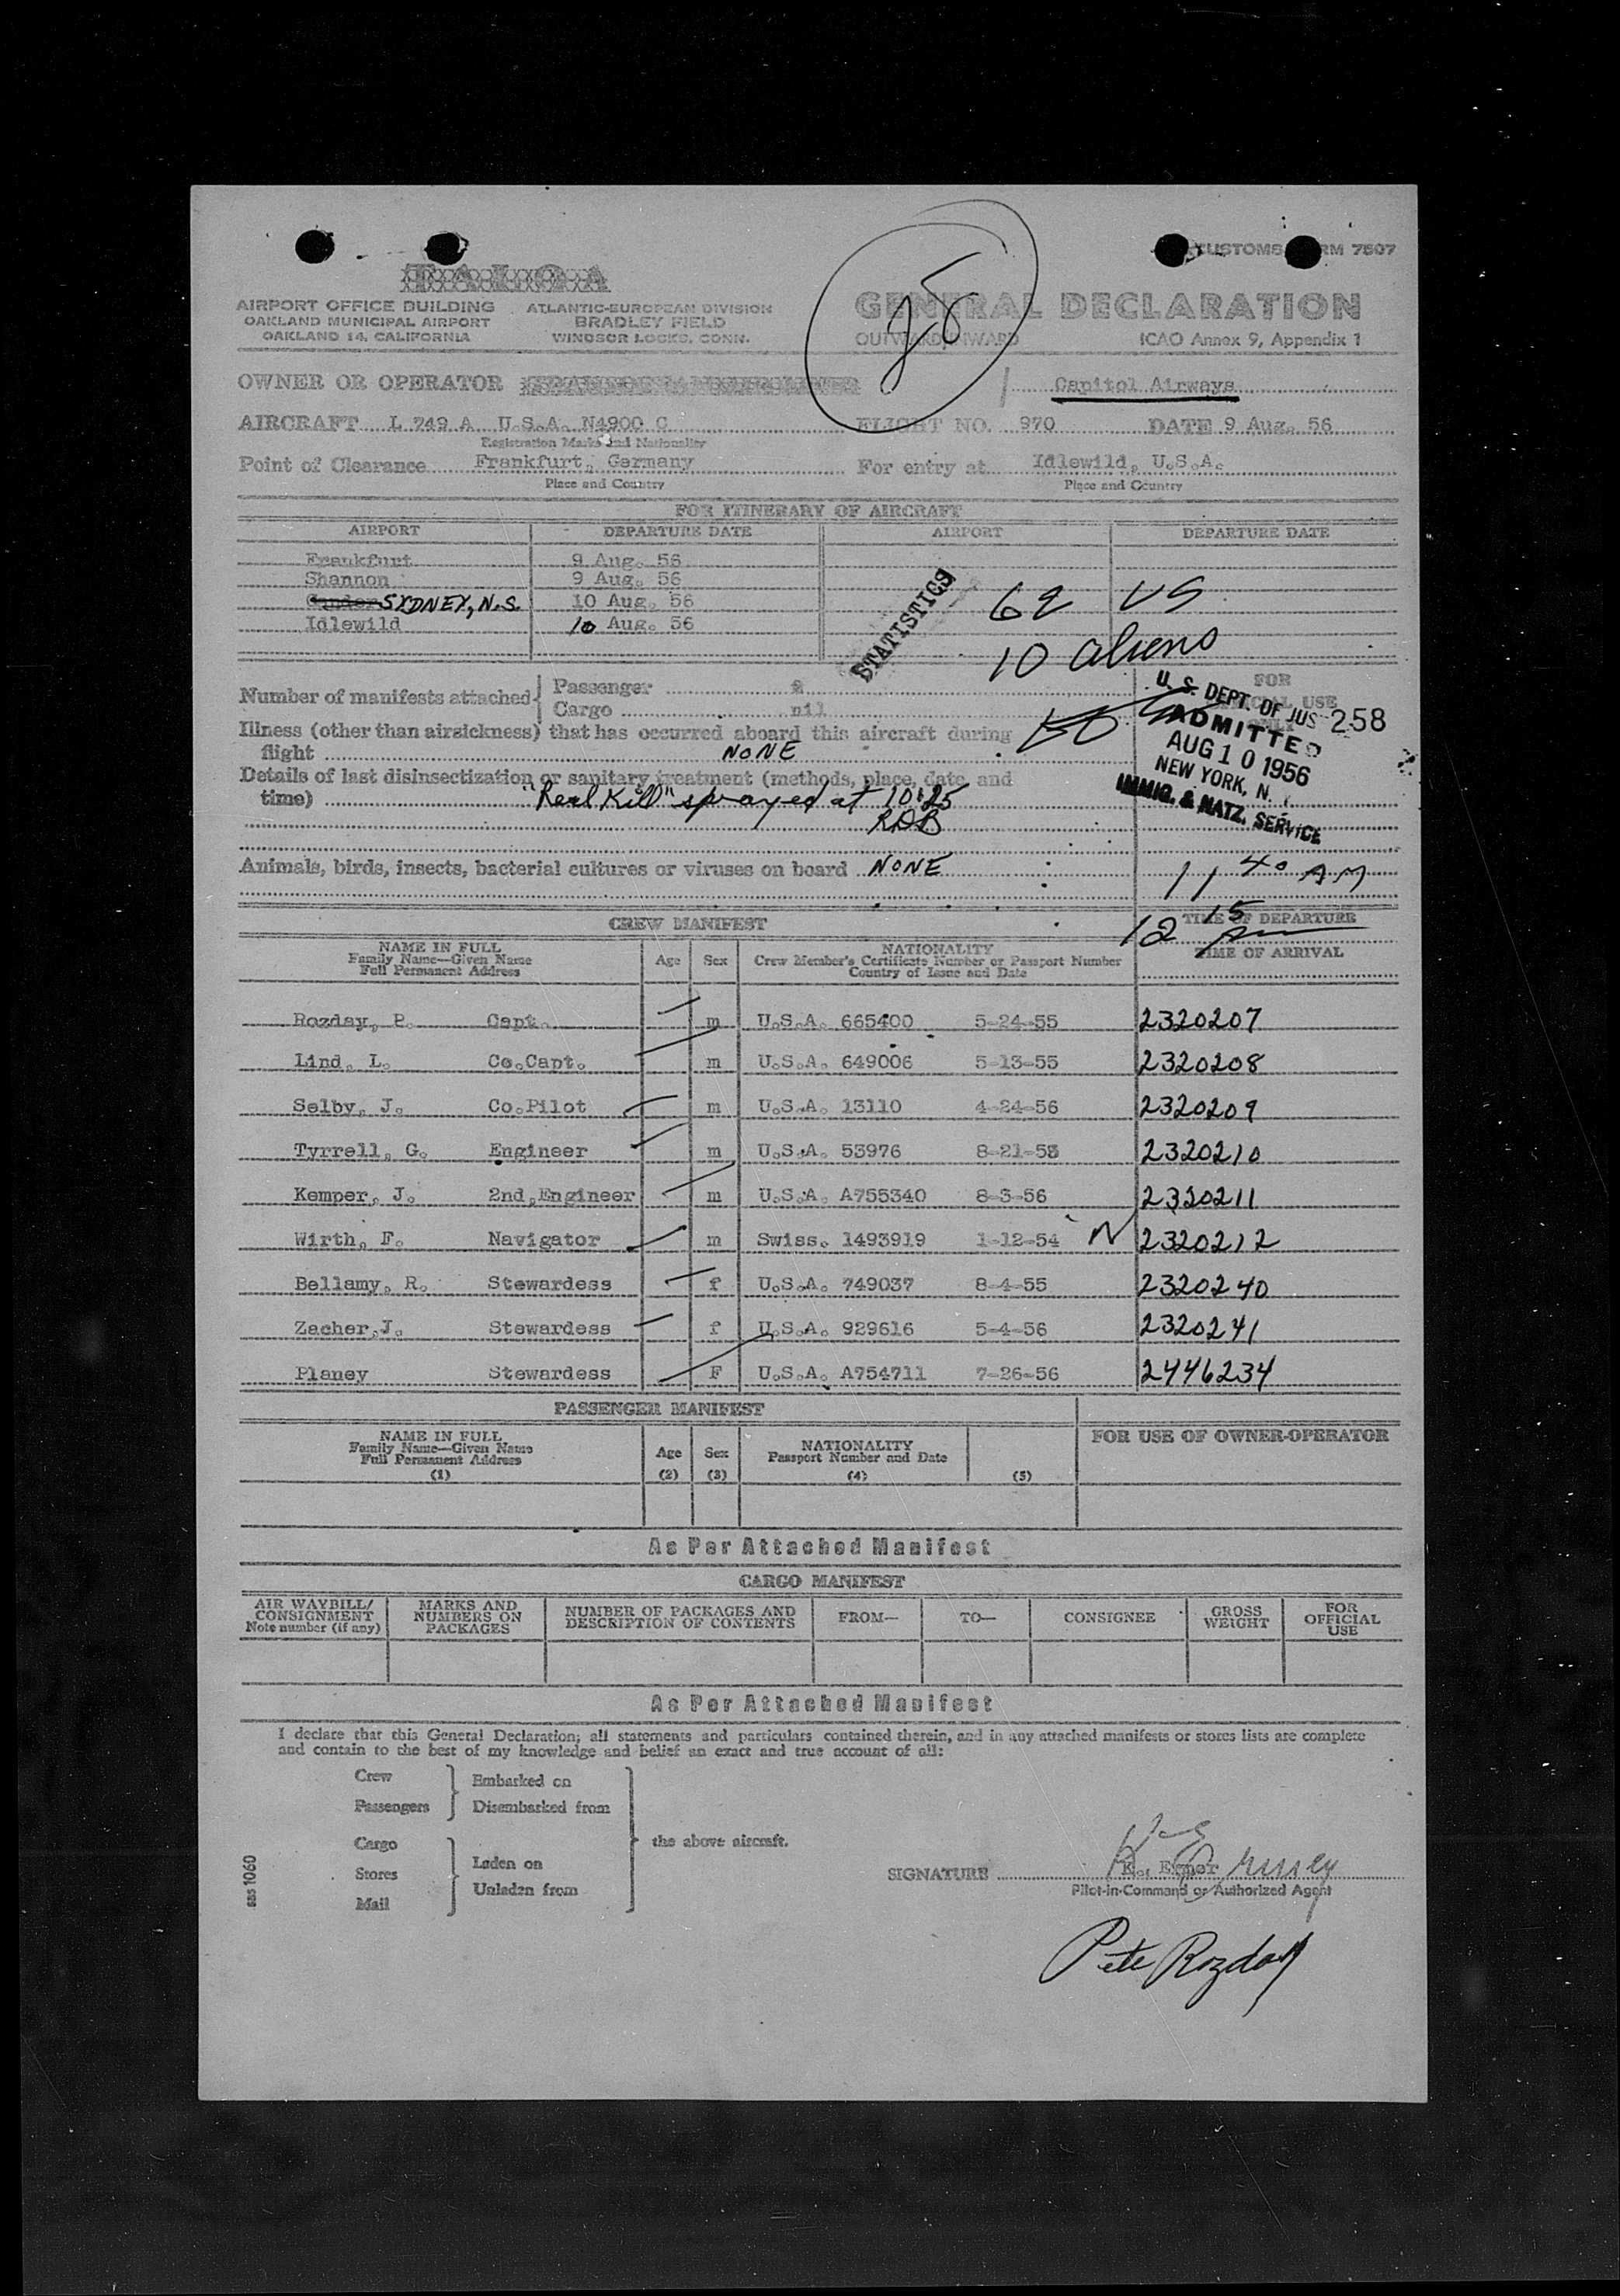 CUSTOMS FORM 7507
TALOA
AIRPORT OFFICE BUILDING
OAKLAND MUNICIPAL AIRPORT
OAKLAND 14, CALIFORNIA
ATLANTIC-EUROPEAN DIVISION
BRADLEY FIELD
WINDSOR LOCKS, CONN.
28
GENERAL DECLARATION
OUTWARD/INWARD ICAO Annex 9, Appendix 1
OWNER OR OPERATOR Capitol Airways
AIRCRAFT L 749 A U.S.A. N4900 C FLIGHT NO. 970 DATE 9 Aug. 56
Registration Marks and Nationality
Point of Clearance Frankfurt, Germany For entry at Idlewild, U.S.A.
Place and Country Place and Country
FOR ITINERARY OF AIRCRAFT
AIRPORT DEPARTURE DATE AIRPORT DEPARTURE DATE
Frankfurt 9 Aug. 56
Shannon 9 Aug. 56
Gander SYDNEY, N.S. 10 Aug. 56 62 US
Idlewild 10 Aug. 56
STATISTICS
10 aliens
Number of manifests attached Passenger 2
Cargo nil
FOR OFFICIAL USE ONLY
U. S. DEPT. OF JUS 258
ADMITTED
AUG 10 1956
NEW YORK, N.
IMMIG. & NATZ. SERVICE
Illness (other than airsickness) that has occurred aboard this aircraft during
flight NONE
Details of last disinsectization or sanitary treatment (methods, place, date, and
time) "Real Kill" sprayed at 10:25
RDB
Animals, birds, insects, bacterial cultures or viruses on board NONE
11 40 AM
TIME OF DEPARTURE
12 15 pm
TIME OF ARRIVAL
CREW MANIFEST
NAME IN FULL
Family Name—Given Name
Full Permanent Address
Age Sex
NATIONALITY
Crew Member's Certificate Number or Passport Number
Country of Issue and Date
Rozday, P. Capt. m U.S.A. 665400 5-24-55 2320207
Lind, L. Co.Capt. m U.S.A. 649006 5-13-55 2320208
Selby, J. Co.Pilot m U.S.A. 13110 4-24-56 2320209
Tyrrell, G. Engineer m U.S.A. 53976 8-21-53 2320210
Kemper, J. 2nd.Engineer m U.S.A. A755340 8-3-56 2320211
Wirth, F. Navigator m Swiss. 1493919 1-12-54 N 2320212
Bellamy, R. Stewardess f U.S.A. 749037 8-4-55 2320240
Zacher,J. Stewardess f U.S.A. 929616 5-4-56 2320241
Planey Stewardess F U.S.A. A754711 7-26-56 2446234
PASSENGER MANIFEST
NAME IN FULL
Family Name—Given Name
Full Permanent Address
(1)
Age
(2)
Sex
(3)
NATIONALITY
Passport Number and Date
(4)
(5)
FOR USE OF OWNER-OPERATOR
As Per Attached Manifest
CARGO MANIFEST
AIR WAYBILL/
CONSIGNMENT
Note number (if any)
MARKS AND
NUMBERS ON
PACKAGES
NUMBER OF PACKAGES AND
DESCRIPTION OF CONTENTS
FROM—
TO—
CONSIGNEE
GROSS
WEIGHT
FOR
OFFICIAL
USE
As Per Attached Manifest
I declare that this General Declaration, all statements and particulars contained therein, and in any attached manifests or stores lists are complete
and contain to the best of my knowledge and belief an exact and true account of all:
Crew
Passengers
Embarked on
Disembarked from
Cargo
Stores
Mail
Laden on
Unladen from
the above aircraft.
sas 1060
SIGNATURE
Pilot-in-Command or Authorized Agent
Pete Rozday